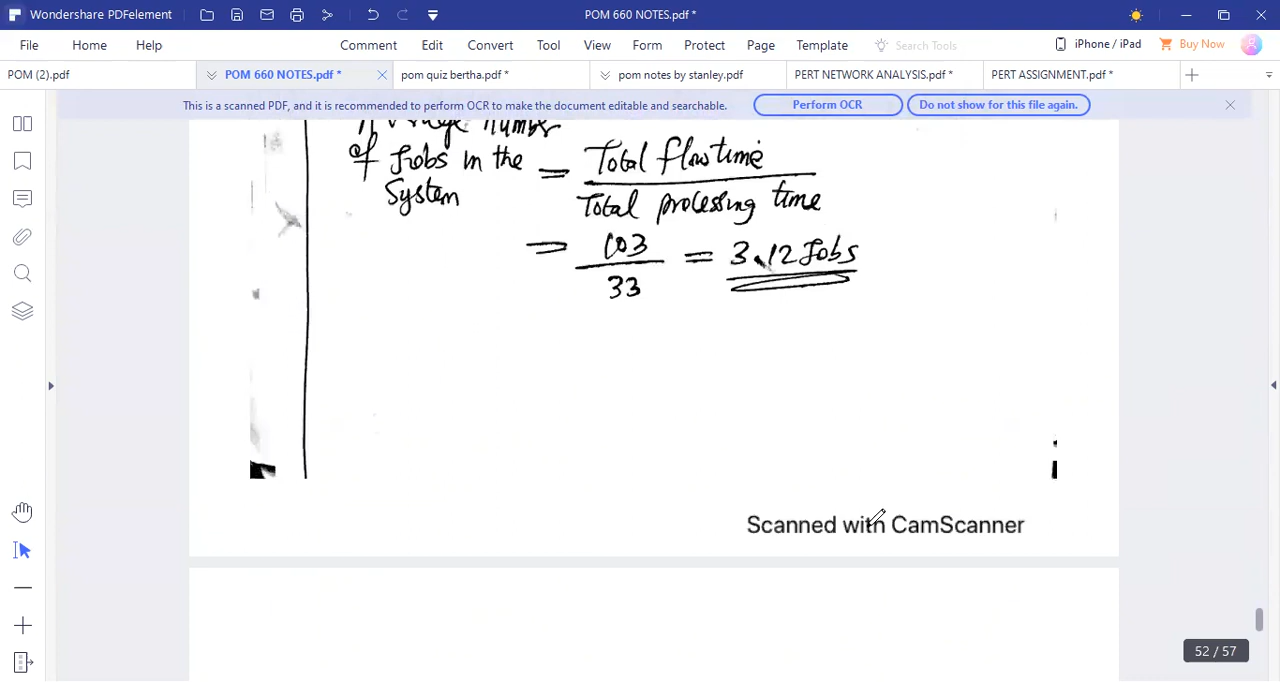 Wondershare PDFelement
POM 660 NOTES.pdf *
File Home Help Comment Edit Convert Tool View Form Protect Page Template Search Tools iPhone / iPad Buy Now
POM (2).pdf
POM 660 NOTES.pdf *
pom quiz bertha.pdf *
pom notes by stanley.pdf
PERT NETWORK ANALYSIS.pdf *
PERT ASSIGNMENT.pdf *
This is a scanned PDF, and it is recommended to perform OCR to make the document editable and searchable.
Perform OCR
Do not show for this file again.
number
of Jobs in the
System
= Total flowtime
Total processing time
= 103
33
= 3.12 Jobs
Scanned with CamScanner
52 / 57